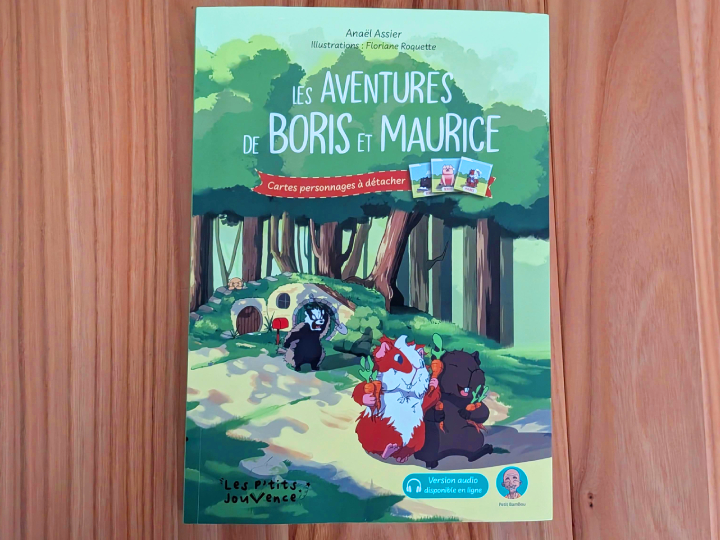 Anaël Assier
Illustrations : Floriane Roquette
LES AVENTURES
DE BORIS ET MAURICE
Cartes personnages à détacher
Les P'tits
JouVence
Version audio
disponible en ligne
Petit BamBou